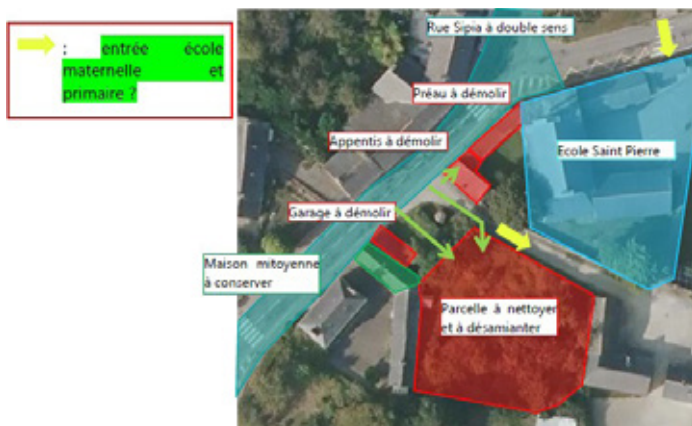 : entrée école
maternelle et
primaire ?
Rue Sipia à double sens
Préau à démolir
Appentis à démolir
Ecole Saint Pierre
Garage à démolir
Maison mitoyenne
à conserver
Parcelle à nettoyer
et à désamianter